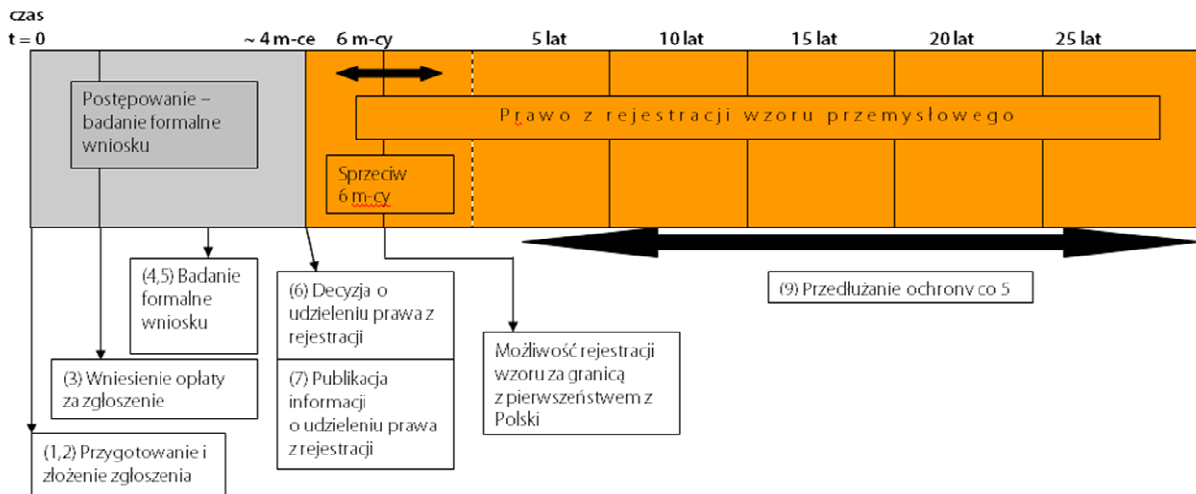 czas
t = 0
~ 4 m-ce
6 m-cy
5 lat
10 lat
15 lat
20 lat
25 lat
Postępowanie –
badanie formalne
wniosku
Prawo z rejestracji wzoru przemysłowego
Sprzeciw
6 m-cy
(4,5) Badanie
formalne
wniosku
(6) Decyzja o
udzieleniu prawa z
rejestracji
(9) Przedłużanie ochrony co 5
Możliwość rejestracji
wzoru za granicą
z pierwszeństwem z
Polski
(3) Wniesienie opłaty
za zgłoszenie
(7) Publikacja
informacji
o udzieleniu prawa
z rejestracji
(1,2) Przygotowanie i
złożenie zgłoszenia